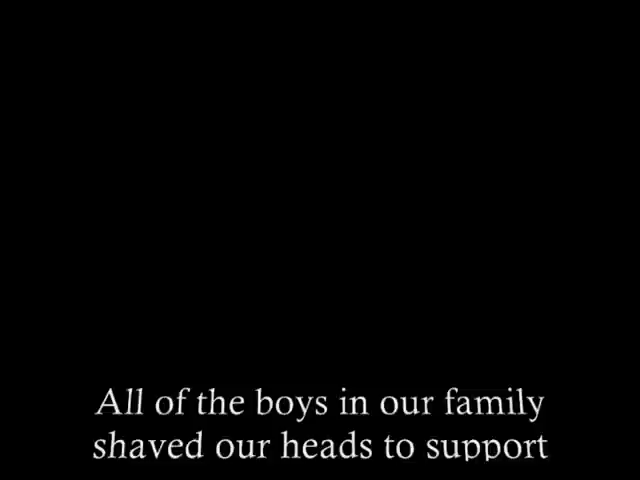 All of the boys in our family
shaved our heads to support